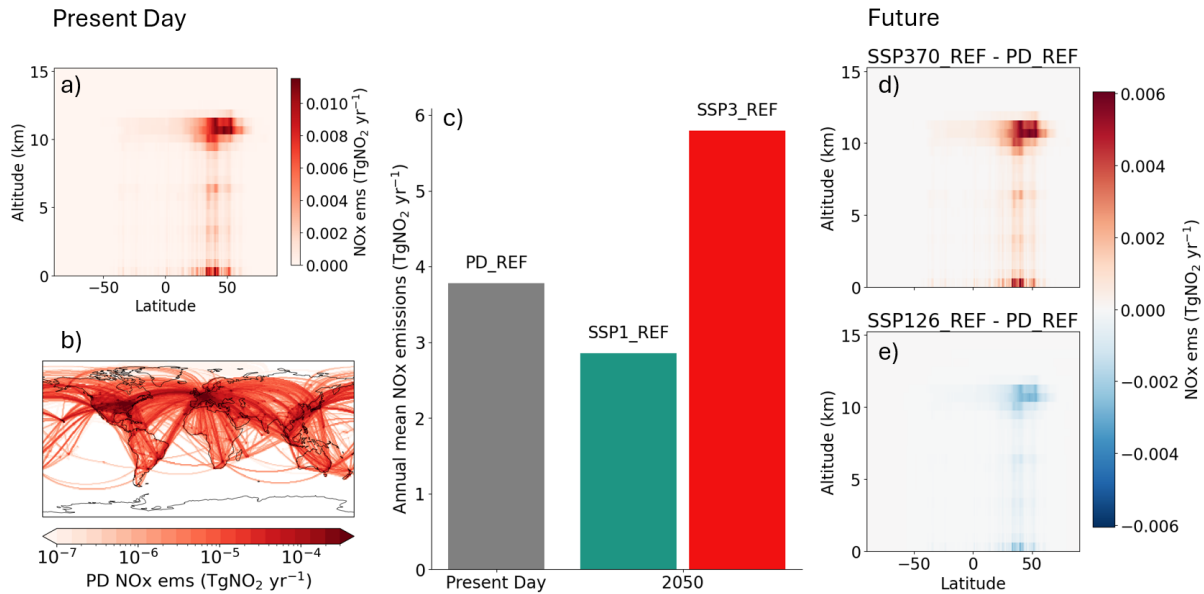 Present Day
a)
15
10
5
0
Altitude (km)
−50
0
50
Latitude
0.010
0.008
0.006
0.004
0.002
0.000
NOx ems (TgNO₂ yr⁻¹)
b)
10⁻⁷
10⁻⁶
10⁻⁵
10⁻⁴
PD NOx ems (TgNO₂ yr⁻¹)
c)
6
5
4
3
2
1
0
Annual mean NOx emissions (TgNO₂ yr⁻¹)
PD_REF
SSP1_REF
SSP3_REF
Present Day
2050
Future
SSP370_REF - PD_REF
d)
15
10
5
0
Altitude (km)
SSP126_REF - PD_REF
e)
15
10
5
0
Altitude (km)
−50
0
50
Latitude
0.006
0.004
0.002
0.000
−0.002
−0.004
−0.006
NOx ems (TgNO₂ yr⁻¹)